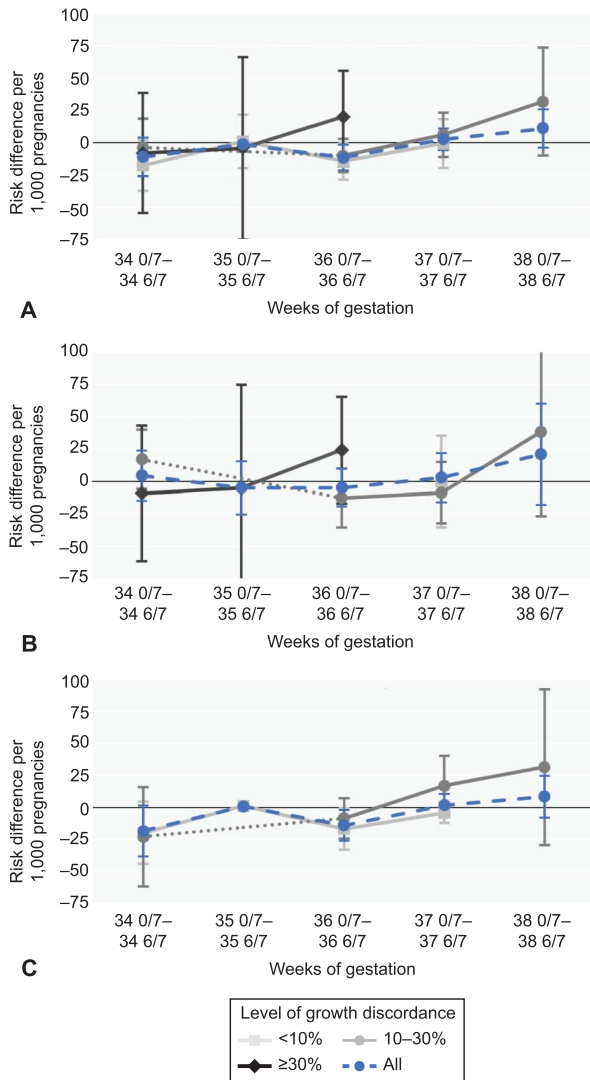 Risk difference per
1,000 pregnancies
100
75
50
25
0
–25
–50
–75
34 0/7– 35 0/7– 36 0/7– 37 0/7– 38 0/7–
34 6/7 35 6/7 36 6/7 37 6/7 38 6/7
Weeks of gestation
A
Risk difference per
1,000 pregnancies
100
75
50
25
0
–25
–50
–75
34 0/7– 35 0/7– 36 0/7– 37 0/7– 38 0/7–
34 6/7 35 6/7 36 6/7 37 6/7 38 6/7
Weeks of gestation
B
Risk difference per
1,000 pregnancies
100
75
50
25
0
–25
–50
–75
34 0/7– 35 0/7– 36 0/7– 37 0/7– 38 0/7–
34 6/7 35 6/7 36 6/7 37 6/7 38 6/7
Weeks of gestation
C
Level of growth discordance
<10% 10–30%
≥30% All